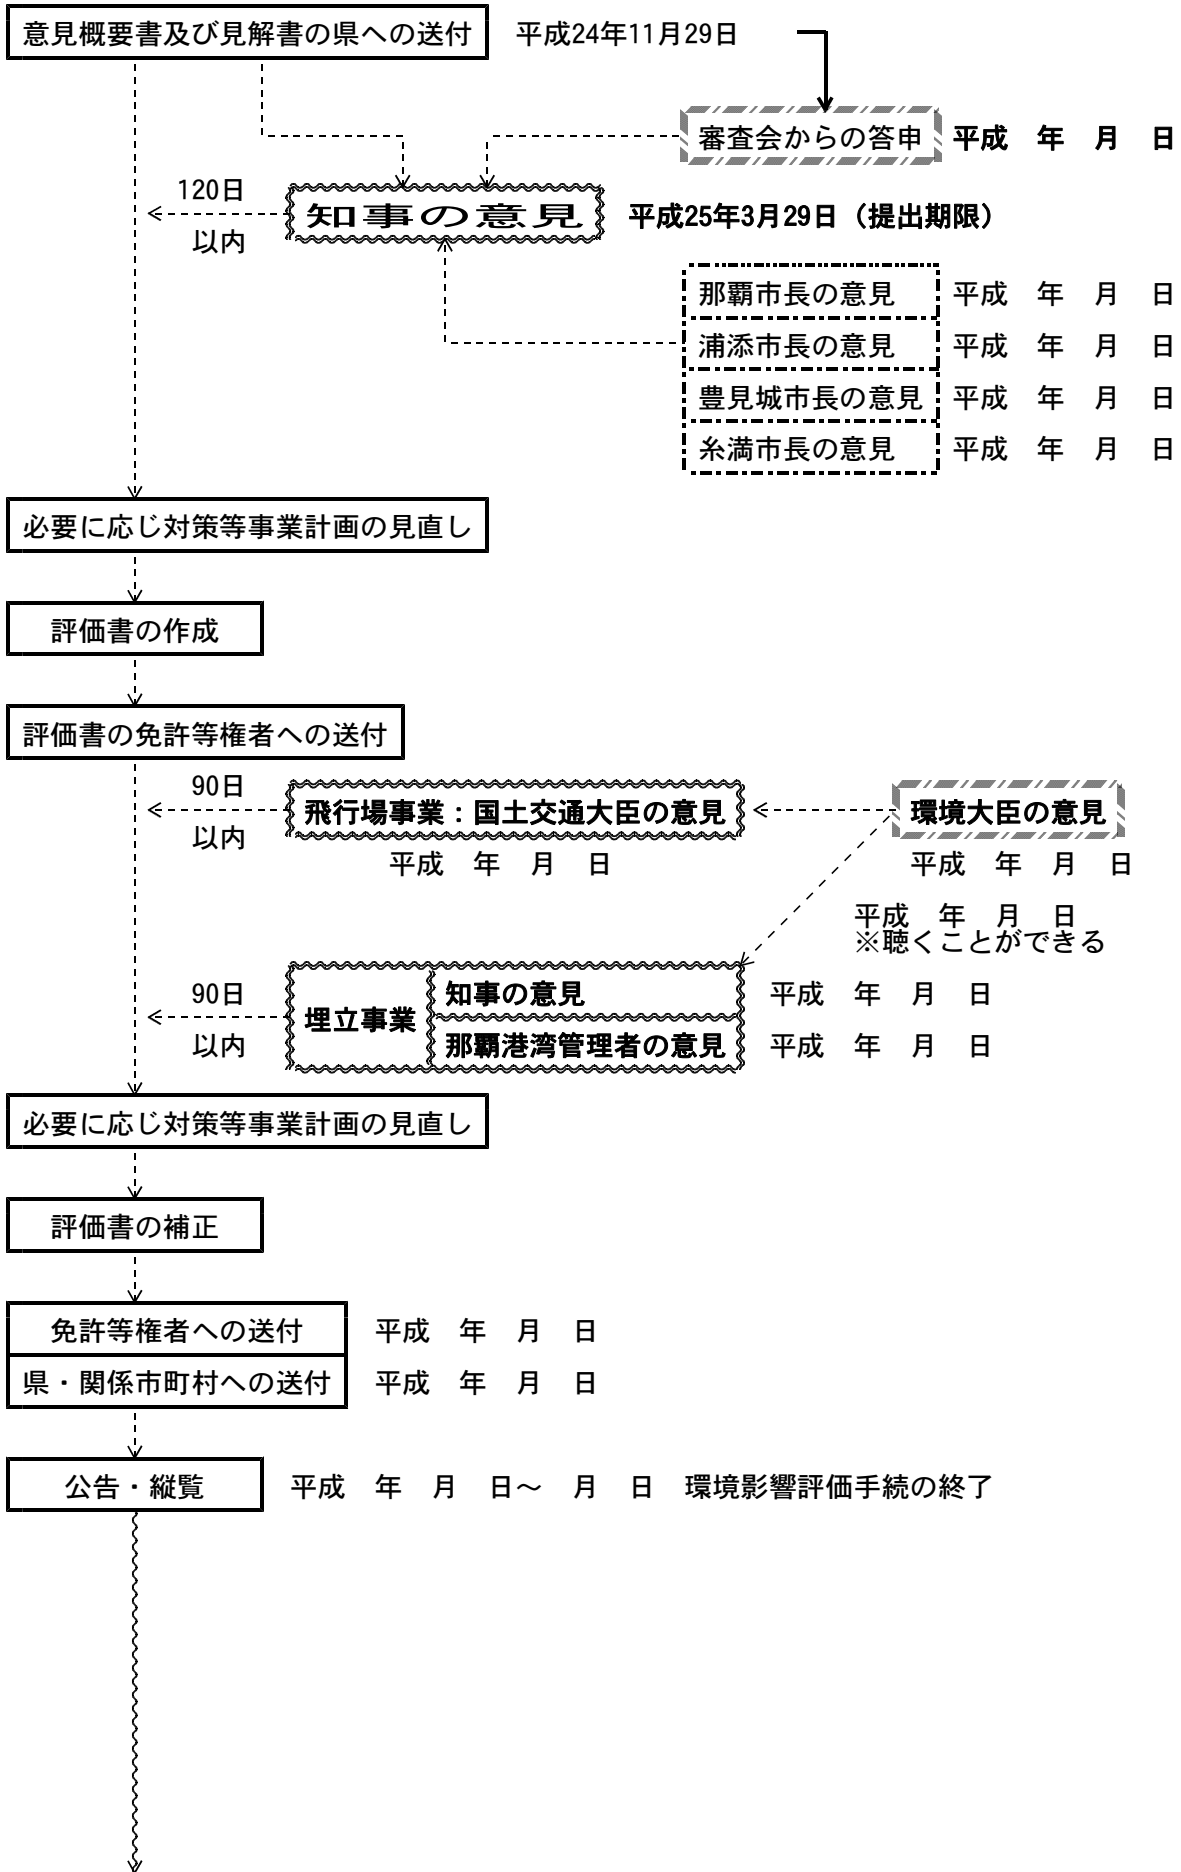 意見概要書及び見解書の県への送付　平成24年11月29日
審査会からの答申　平成　年　月　日
120日
知事の意見　平成25年3月29日（提出期限）
以内
那覇市長の意見　平成　年　月　日
浦添市長の意見　平成　年　月　日
豊見城市長の意見　平成　年　月　日
糸満市長の意見　平成　年　月　日
必要に応じ対策等事業計画の見直し
評価書の作成
評価書の免許等権者への送付
90日
飛行場事業：国土交通大臣の意見　環境大臣の意見
以内
平成　年　月　日　平成　年　月　日
平成　年　月　日
※聴くことができる
90日
知事の意見　平成　年　月　日
埋立事業
以内
那覇港湾管理者の意見　平成　年　月　日
必要に応じ対策等事業計画の見直し
評価書の補正
免許等権者への送付　平成　年　月　日
県・関係市町村への送付　平成　年　月　日
公告・縦覧　平成　年　月　日～　月　日　環境影響評価手続の終了